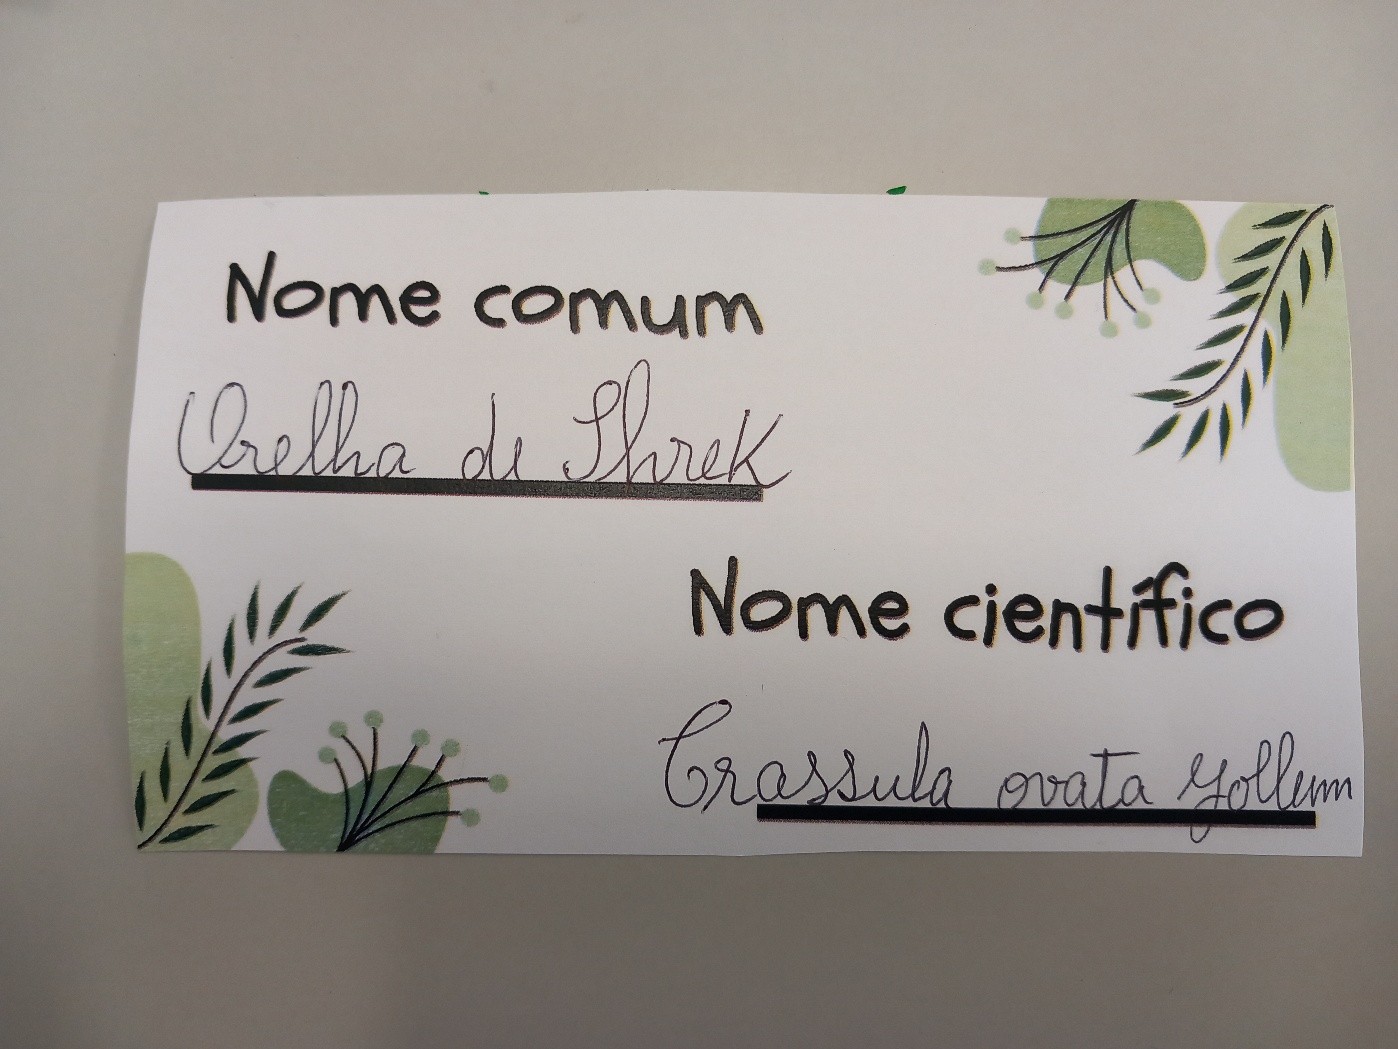 Nome comum
Orelha de Shrek
Nome científico
Crassula ovata gollum